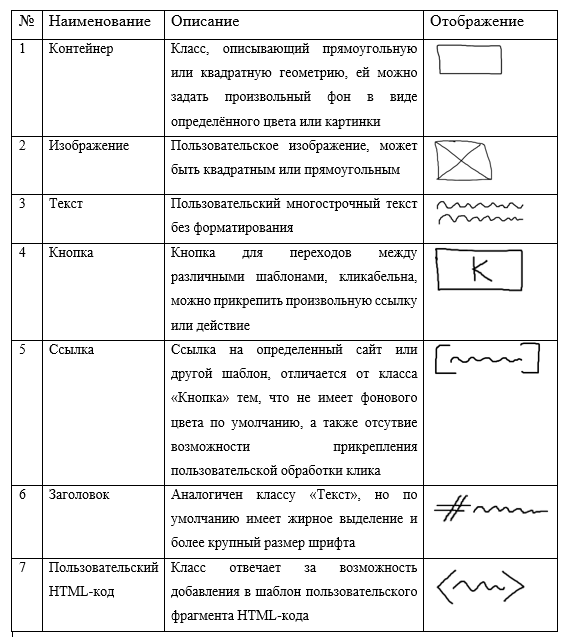 № Наименование Описание Отображение
1 Контейнер Класс, описывающий прямоугольную
или квадратную геометрию, ей можно
задать произвольный фон в виде
определённого цвета или картинки
2 Изображение Пользовательское изображение, может
быть квадратным или прямоугольным
3 Текст Пользовательский многострочный текст
без форматирования
4 Кнопка Кнопка для переходов между
различными шаблонами, кликабельна,
можно прикрепить произвольную ссылку
или действие
K
5 Ссылка Ссылка на определенный сайт или
другой шаблон, отличается от класса
«Кнопка» тем, что не имеет фонового
цвета по умолчанию, а также отсутвие
возможности прикрепления
пользовательской обработки клика
6 Заголовок Аналогичен классу «Текст», но по
умолчанию имеет жирное выделение и
более крупный размер шрифта
#
7 Пользовательский Класс отвечает за возможность
HTML-код добавления в шаблон пользовательского
фрагмента HTML-кода
< >